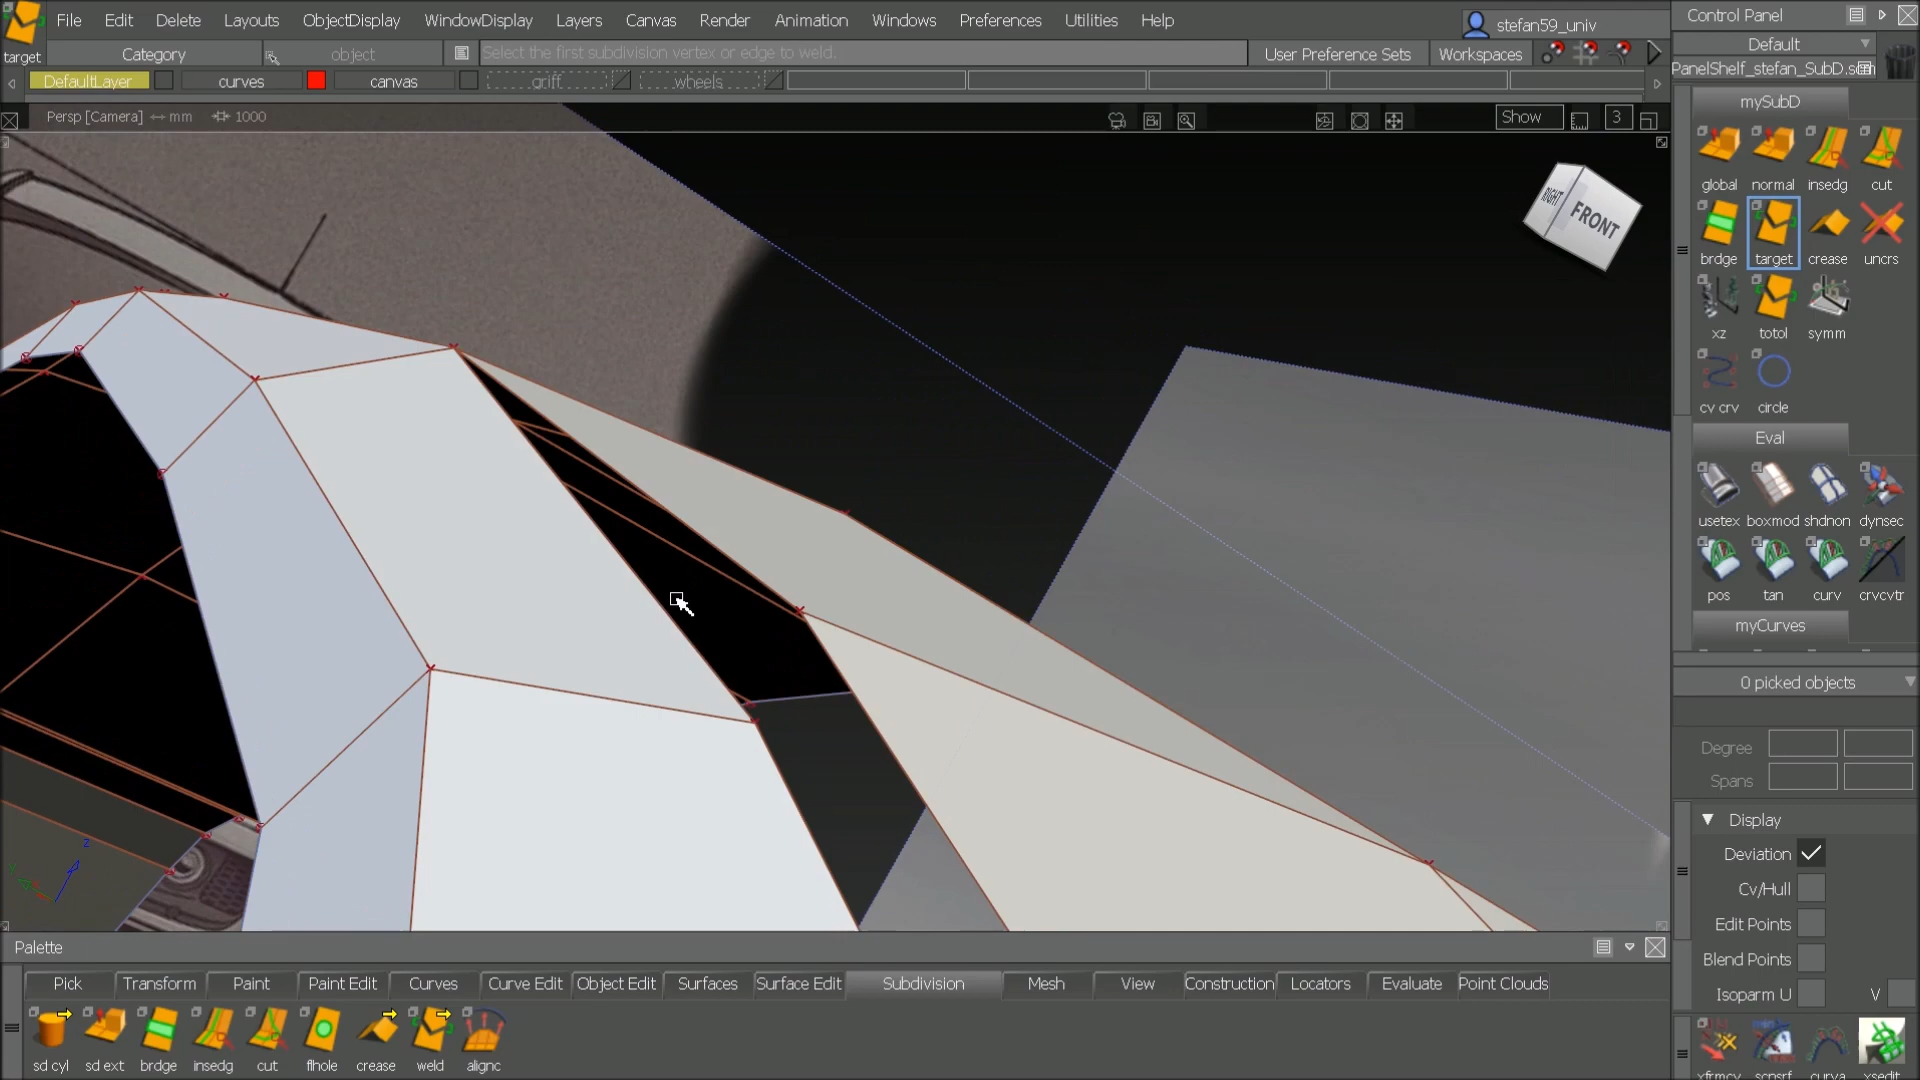 File Edit Delete Layouts ObjectDisplay WindowDisplay Layers Canvas Render Animation Windows Preferences Utilities Help
stefan59_univ
target
Category
object
Select the first subdivision vertex or edge to weld.
User Preference Sets
Workspaces
DefaultLayer
curves
canvas
griff
wheels
Persp [Camera] mm 1000
Show
3
RIGHT
FRONT
z
Control Panel
Default
PanelShelf_stefan_SubD.scm
mySubD
global normal insedg cut
brdge target crease uncrs
xz totol symm
cv crv circle
Eval
usetex boxmod shdnon dynsec
pos tan curv crvcvtr
myCurves
0 picked objects
Degree
Spans
Display
Deviation
Cv/Hull
Edit Points
Blend Points
Isoparm U V
xfrmcv scnsrf curva xsedit
Palette
Pick Transform Paint Paint Edit Curves Curve Edit Object Edit Surfaces Surface Edit Subdivision Mesh View Construction Locators Evaluate Point Clouds
sd cyl sd ext brdge insedg cut flhole crease weld alignc